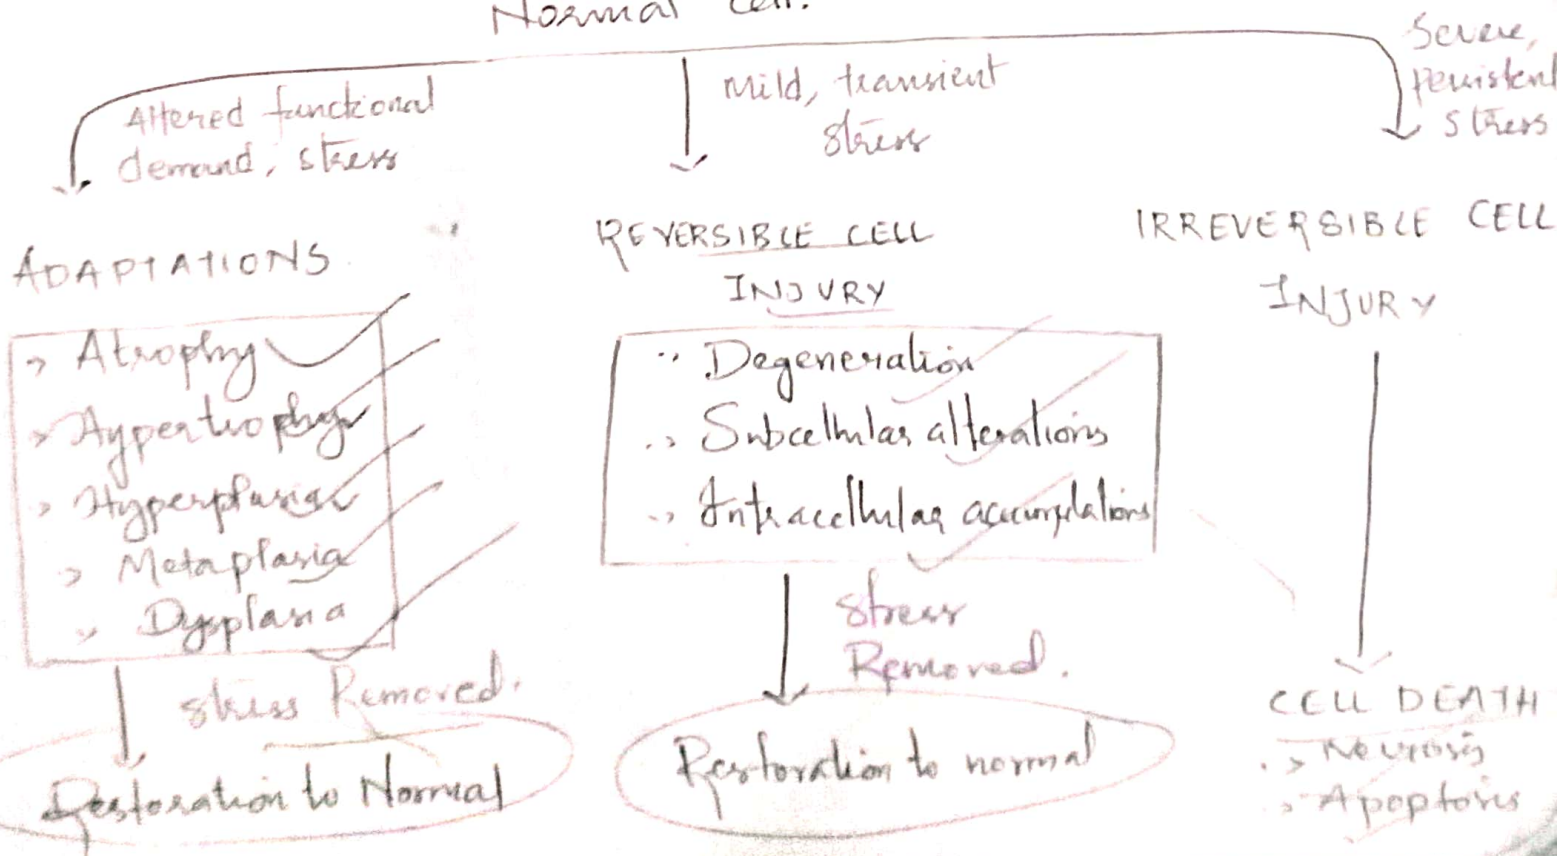 Normal Cell.
Altered functional
demand, stress
Mild, transient
stress
Severe,
persistent
stress
ADAPTATIONS
> Atrophy
> Hypertrophy
> Hyperplasia
> Metaplasia
> Dysplasia
stress Removed.
Restoration to Normal
REVERSIBLE CELL
INJURY
> Degeneration
> Subcellular alterations
> Intracellular accumulations
stress
Removed.
Restoration to normal
IRREVERSIBLE CELL
INJURY
CELL DEATH
> Necrosis
> Apoptosis